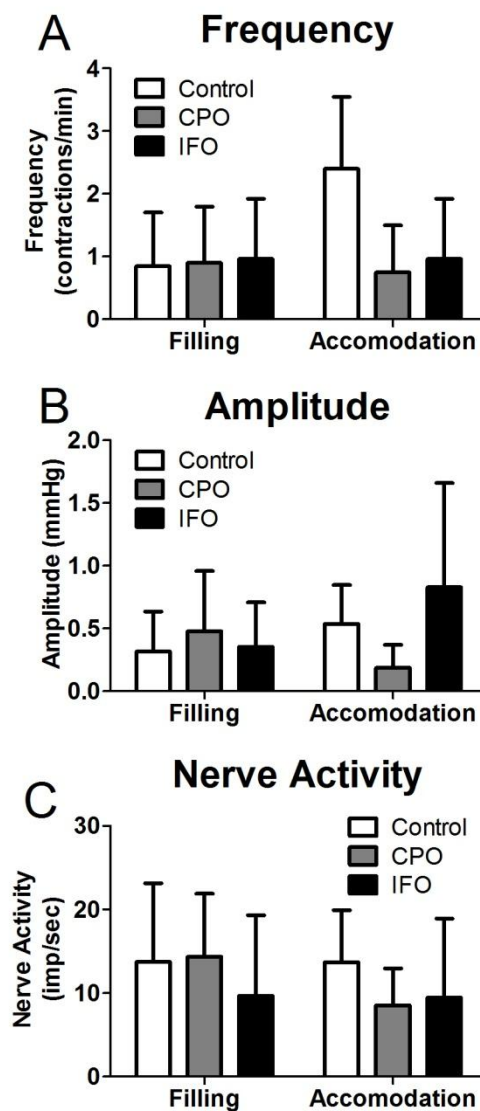 A
Frequency
Frequency
(contractions/min)
4
3
2
1
0
Control
CPO
IFO
Filling
Accomodation
B
Amplitude
Amplitude (mmHg)
2.0
1.5
1.0
0.5
0.0
Control
CPO
IFO
Filling
Accomodation
C
Nerve Activity
Nerve Activity
(imp/sec)
30
20
10
0
Control
CPO
IFO
Filling
Accomodation